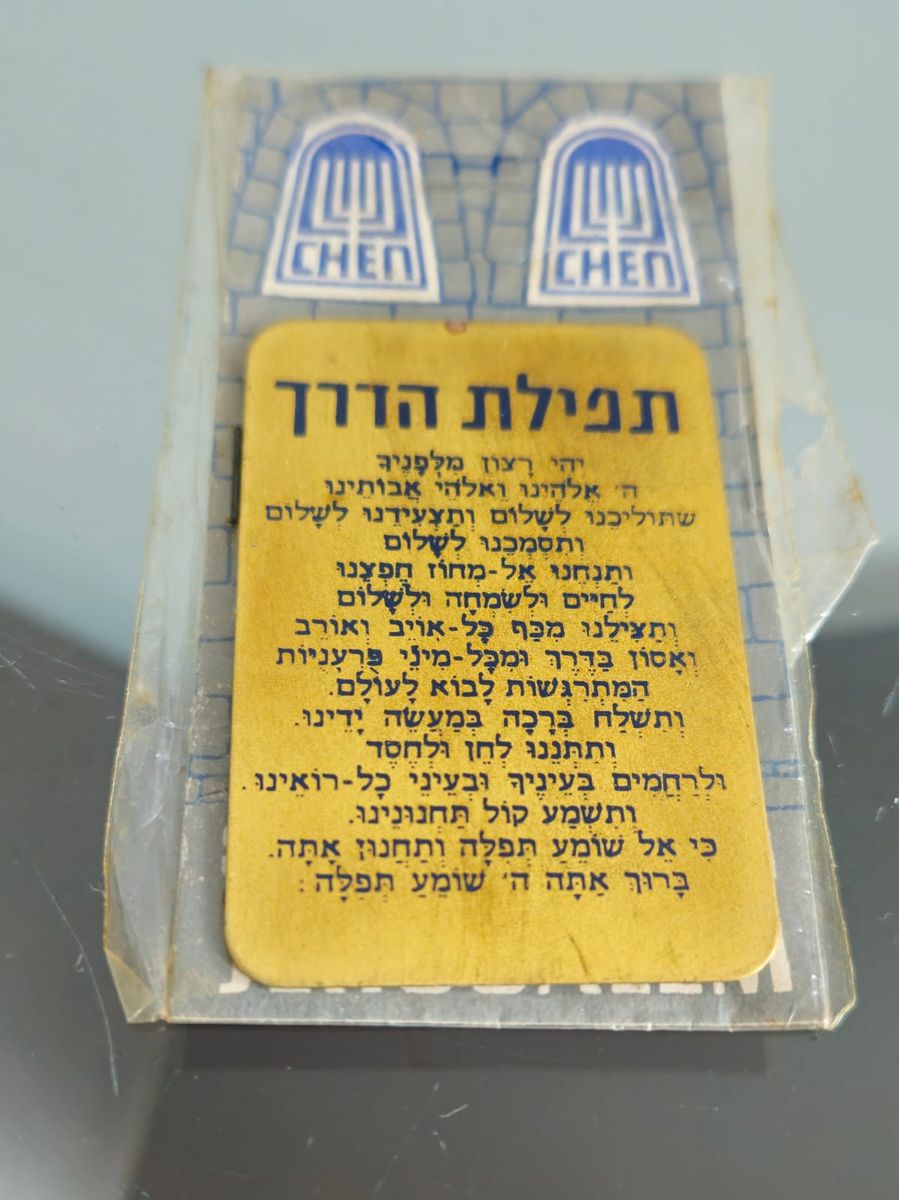 CHEN CHEN
תפילת הדרך
יְהִי רָצוֹן מִלְּפָנֶיךָ
ה' אֱלֹהֵינוּ וֵאלֹהֵי אֲבוֹתֵינוּ
שתּוֹלִיכֵנוּ לְשָׁלוֹם וְתַצְעִידֵנוּ לְשָׁלוֹם
וְתִסְמְכֵנוּ לְשָׁלוֹם
וְתַנְחֵנוּ אֶל-מְחוֹז חֶפְצֵנוּ
לְחַיִּים וּלְשִׂמְחָה וּלְשָׁלוֹם
וְתַצִּילֵנוּ מִכַּף כָּל-אוֹיֵב וְאוֹרֵב
וְאָסוֹן בַּדֶּרֶךְ וּמִכָּל-מִינֵי פֻּרְעָנִיּוֹת
הַמִּתְרַגְּשׁוֹת לָבוֹא לָעוֹלָם.
וְתִשְׁלַח בְּרָכָה בְּמַעֲשֵׂה יָדֵינוּ.
וְתִתְּנֵנוּ לְחֵן וּלְחֶסֶד
וּלְרַחֲמִים בְּעֵינֶיךָ וּבְעֵינֵי כָל-רוֹאֵינוּ.
וְתִשְׁמַע קוֹל תַּחֲנוּנֵינוּ.
כִּי אֵל שׁוֹמֵעַ תְּפִלָּה וְתַחֲנוּן אָתָּה.
בָּרוּךְ אַתָּה ה' שׁוֹמֵעַ תְּפִלָּה:
JERUSALEM